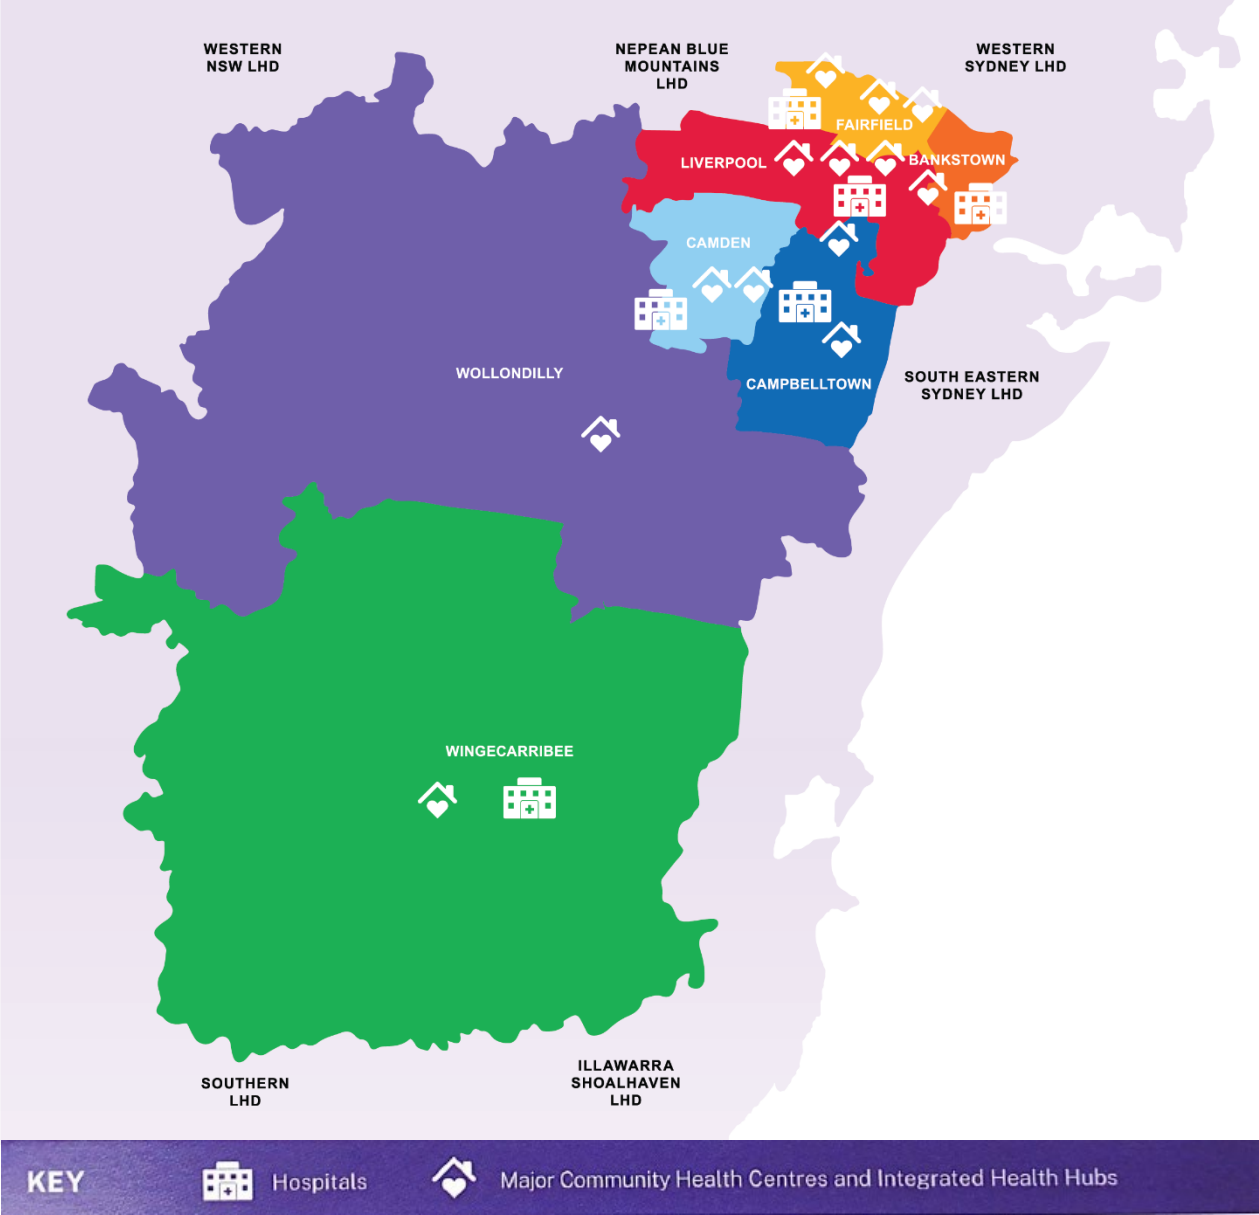 WESTERN
NSW LHD
NEPEAN BLUE
MOUNTAINS
LHD
WESTERN
SYDNEY LHD
FAIRFIELD
LIVERPOOL
BANKSTOWN
CAMDEN
WOLLONDILLY
CAMPBELLTOWN
SOUTH EASTERN
SYDNEY LHD
WINGECARRIBEE
SOUTHERN
LHD
ILLAWARRA
SHOALHAVEN
LHD
KEY
Hospitals
Major Community Health Centres and Integrated Health Hubs